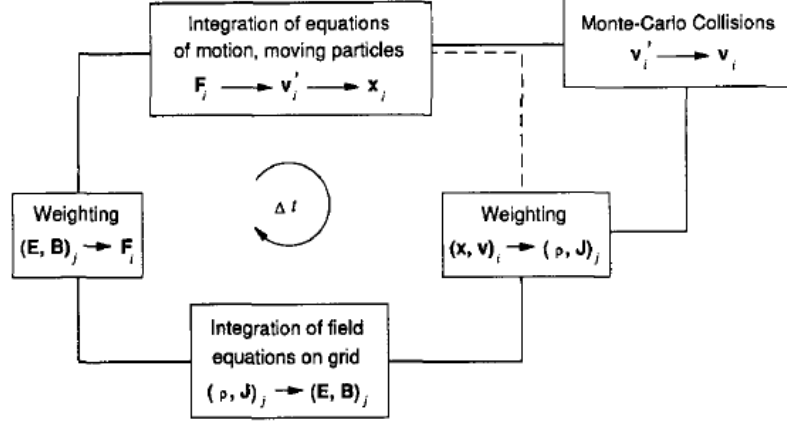 Integration of equations
of motion, moving particles
F_i → v_i' → x_i
Monte-Carlo Collisions
v_i' → v_i
Weighting
(E, B)_j → F_i
Δ t
Weighting
(x, v)_i → ( ρ, J)_j
Integration of field
equations on grid
( ρ, J)_j → (E, B)_j